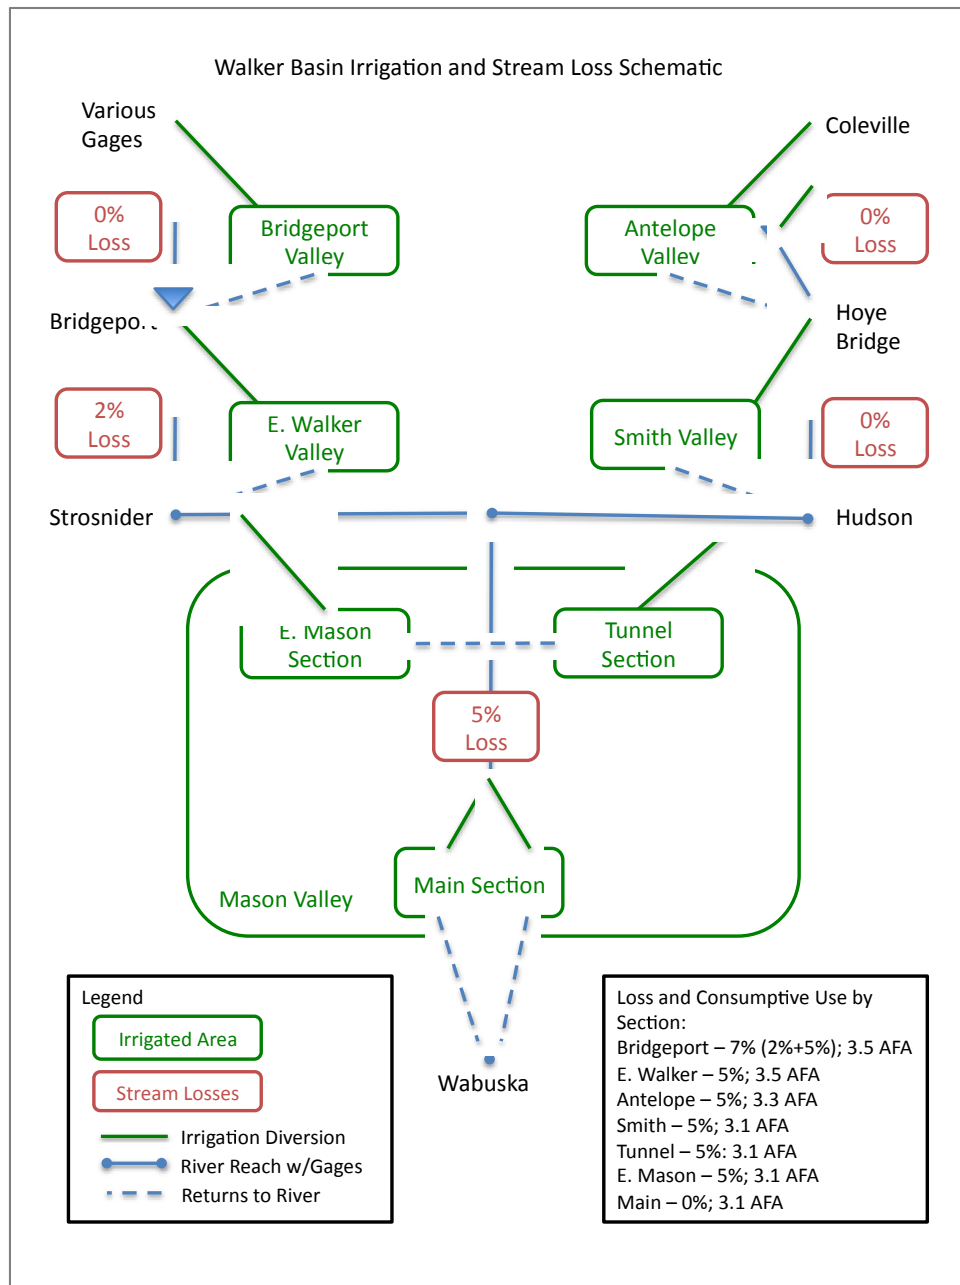 Walker Basin Irrigation and Stream Loss Schematic
Various
Gages
Coleville
0%
Loss
Bridgeport
Valley
Antelope
Valley
0%
Loss
Bridgeport
Hoye
Bridge
2%
Loss
E. Walker
Valley
Smith Valley
0%
Loss
Strosnider
Hudson
E. Mason
Section
Tunnel
Section
5%
Loss
Main Section
Mason Valley
Legend
Irrigated Area
Stream Losses
Irrigation Diversion
River Reach w/Gages
Returns to River
Wabuska
Loss and Consumptive Use by
Section:
Bridgeport – 7% (2%+5%); 3.5 AFA
E. Walker – 5%; 3.5 AFA
Antelope – 5%; 3.3 AFA
Smith – 5%; 3.1 AFA
Tunnel – 5%: 3.1 AFA
E. Mason – 5%; 3.1 AFA
Main – 0%; 3.1 AFA